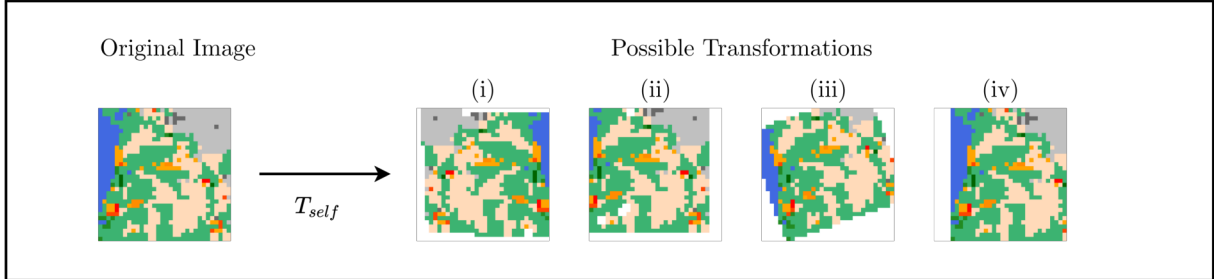 Original Image
Possible Transformations
(i)
(ii)
(iii)
(iv)
T_self